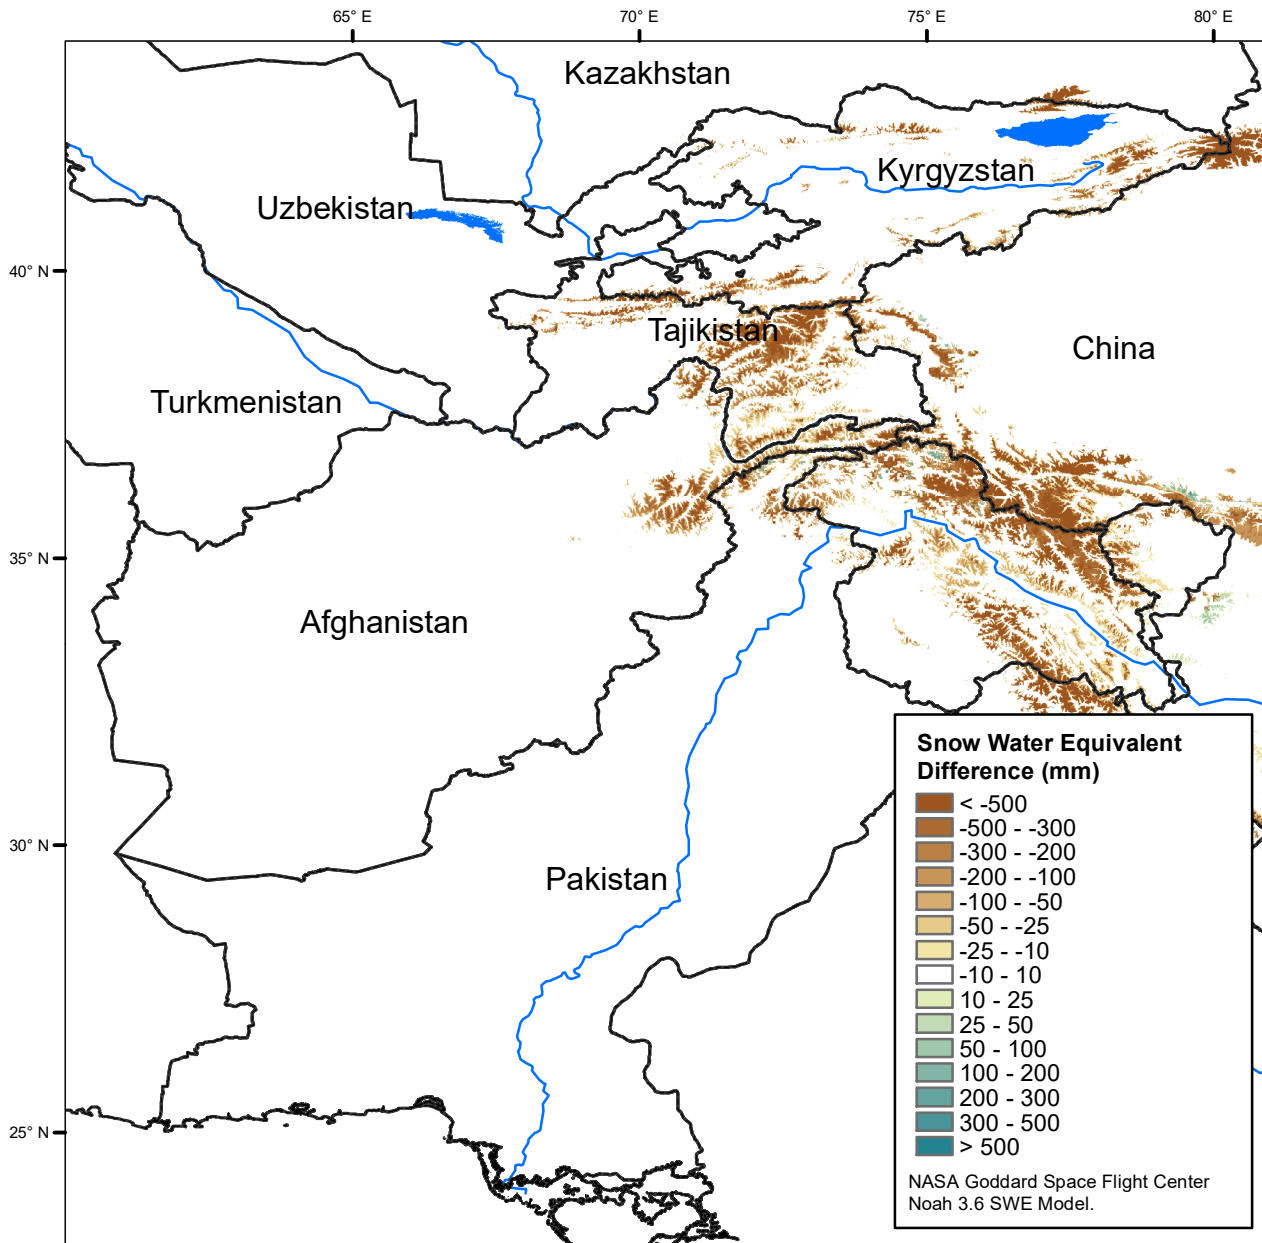 65° E
70° E
75° E
80° E
Kazakhstan
Kyrgyzstan
Uzbekistan
40° N
Tajikistan
China
Turkmenistan
35° N
Afghanistan
Snow Water Equivalent
Difference (mm)
< -500
-500 - -300
-300 - -200
-200 - -100
-100 - -50
-50 - -25
-25 - -10
-10 - 10
10 - 25
25 - 50
50 - 100
100 - 200
200 - 300
300 - 500
> 500
30° N
Pakistan
25° N
NASA Goddard Space Flight Center
Noah 3.6 SWE Model.